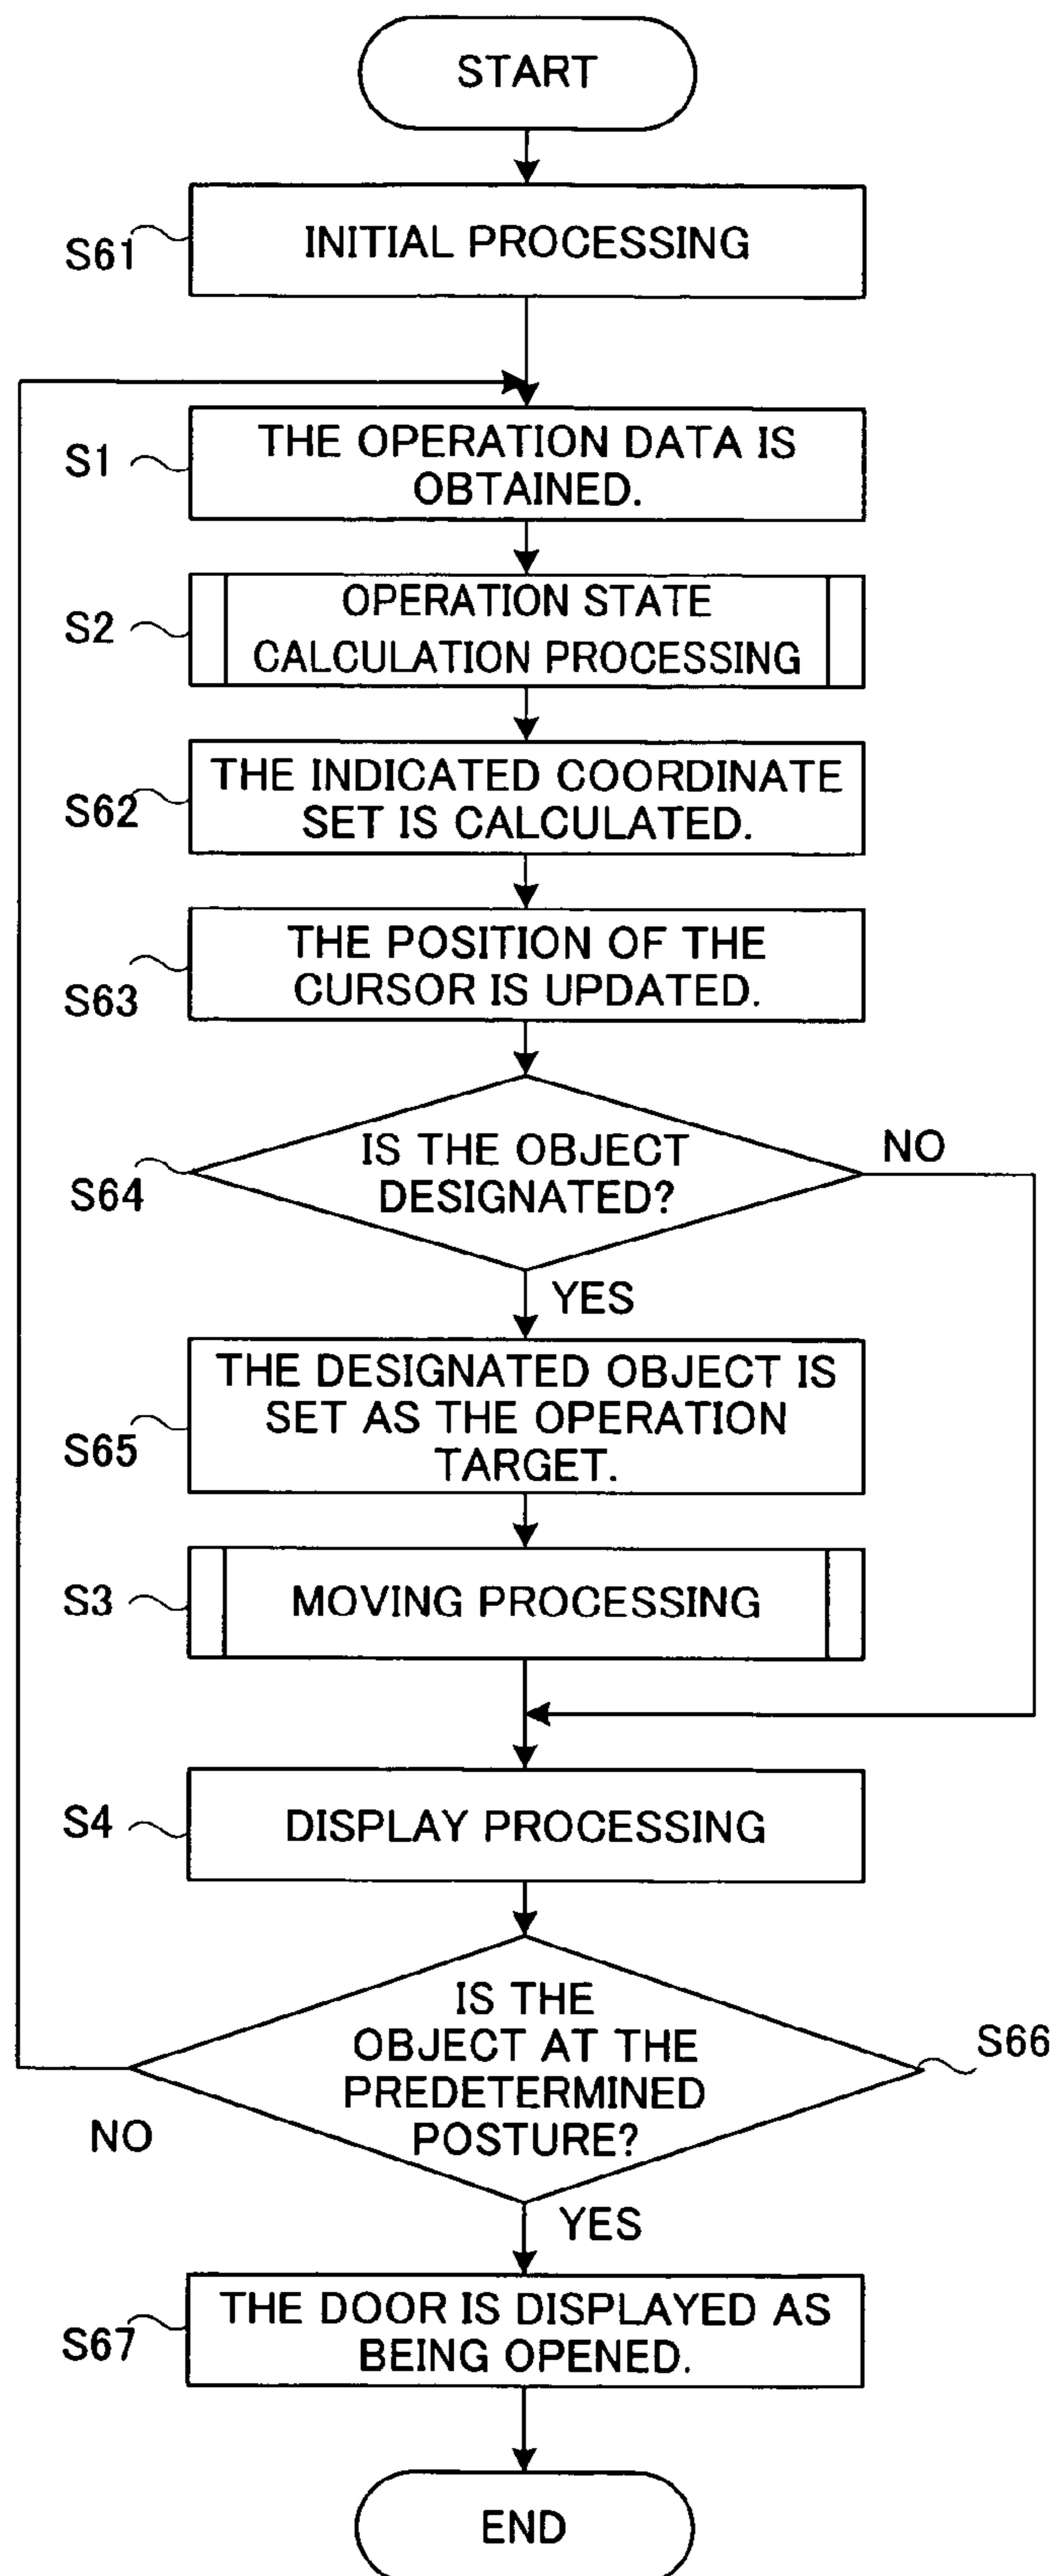 START
S61
INITIAL PROCESSING
S1
THE OPERATION DATA IS
OBTAINED.
S2
OPERATION STATE
CALCULATION PROCESSING
S62
THE INDICATED COORDINATE
SET IS CALCULATED.
S63
THE POSITION OF THE
CURSOR IS UPDATED.
S64
IS THE OBJECT
DESIGNATED?
NO
YES
S65
THE DESIGNATED OBJECT IS
SET AS THE OPERATION
TARGET.
S3
MOVING PROCESSING
S4
DISPLAY PROCESSING
IS THE
OBJECT AT THE
PREDETERMINED
POSTURE?
S66
NO
YES
S67
THE DOOR IS DISPLAYED AS
BEING OPENED.
END